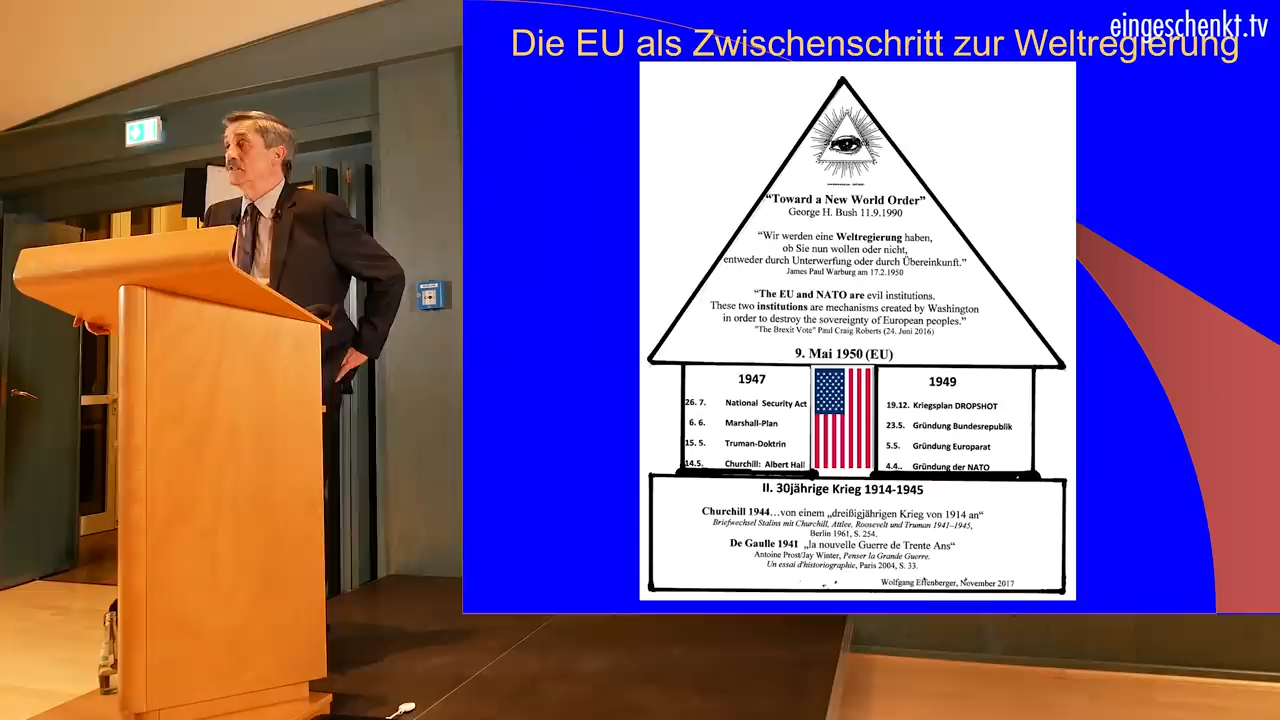 eingeschenkt.tv
Die EU als Zwischenschritt zur Weltregierung
“Toward a New World Order”
George H. Bush 11.9.1990
“Wir werden eine Weltregierung haben,
ob Sie nun wollen oder nicht,
entweder durch Unterwerfung oder durch Übereinkunft.”
James Paul Warburg am 17.2.1950
“The EU and NATO are evil institutions.
These two institutions are mechanisms created by Washington
in order to destroy the sovereignty of European peoples.”
"The Brexit Vote" Paul Craig Roberts (24. Juni 2016)
9. Mai 1950 (EU)
1947
26. 7. National Security Act
6. 6. Marshall-Plan
15. 5. Truman-Doktrin
14.5. Churchill: Albert Hall
1949
19.12. Kriegsplan DROPSHOT
23.5. Gründung Bundesrepublik
5.5. Gründung Europarat
4.4.. Gründung der NATO
II. 30jährige Krieg 1914-1945
Churchill 1944…von einem „dreißigjährigen Krieg von 1914 an“
Briefwechsel Stalins mit Churchill, Attlee, Roosevelt und Truman 1941–1945,
Berlin 1961, S. 254.
De Gaulle 1941 „la nouvelle Guerre de Trente Ans“
Antoine Prost/Jay Winter, Penser la Grande Guerre.
Un essai d'historiographie, Paris 2004, S. 33.
Wolfgang Effenberger, November 2017